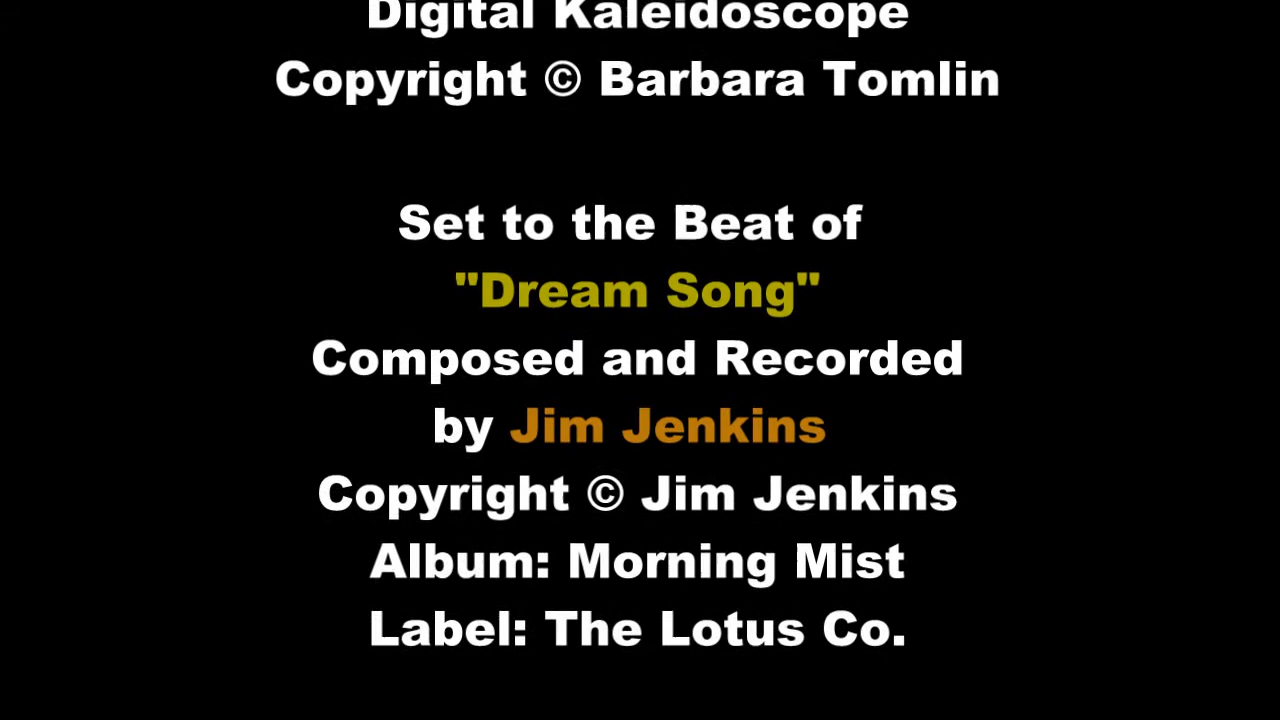 Digital Kaleidoscope
Copyright © Barbara Tomlin
Set to the Beat of
"Dream Song"
Composed and Recorded
by Jim Jenkins
Copyright © Jim Jenkins
Album: Morning Mist
Label: The Lotus Co.